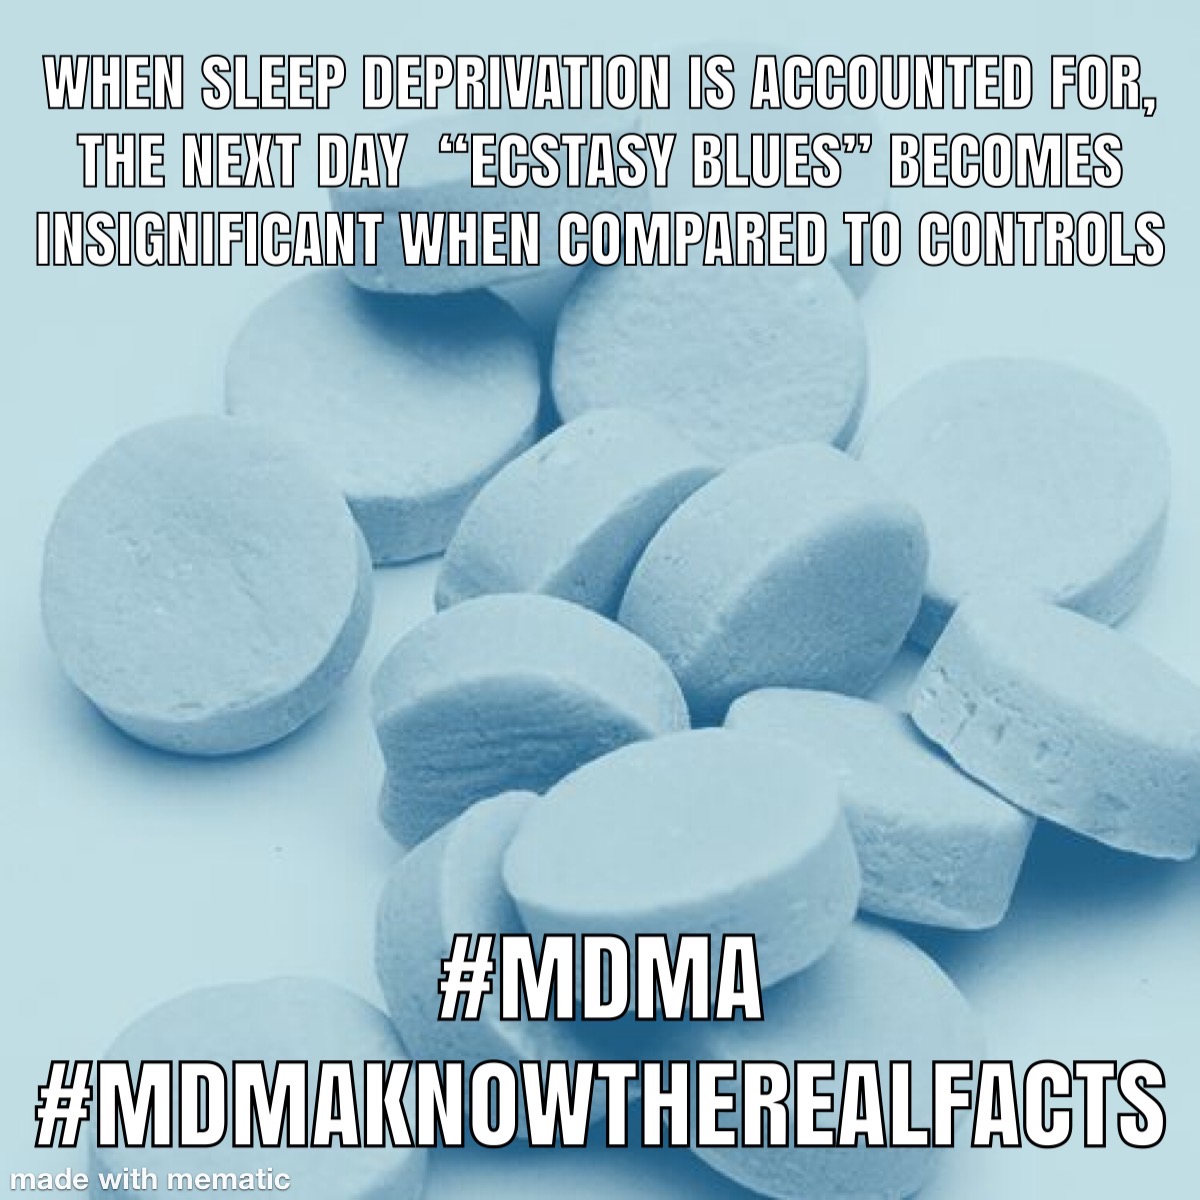 WHEN SLEEP DEPRIVATION IS ACCOUNTED FOR,
THE NEXT DAY “ECSTASY BLUES” BECOMES
INSIGNIFICANT WHEN COMPARED TO CONTROLS
#MDMA
#MDMAKNOWTHEREALFACTS
made with mematic